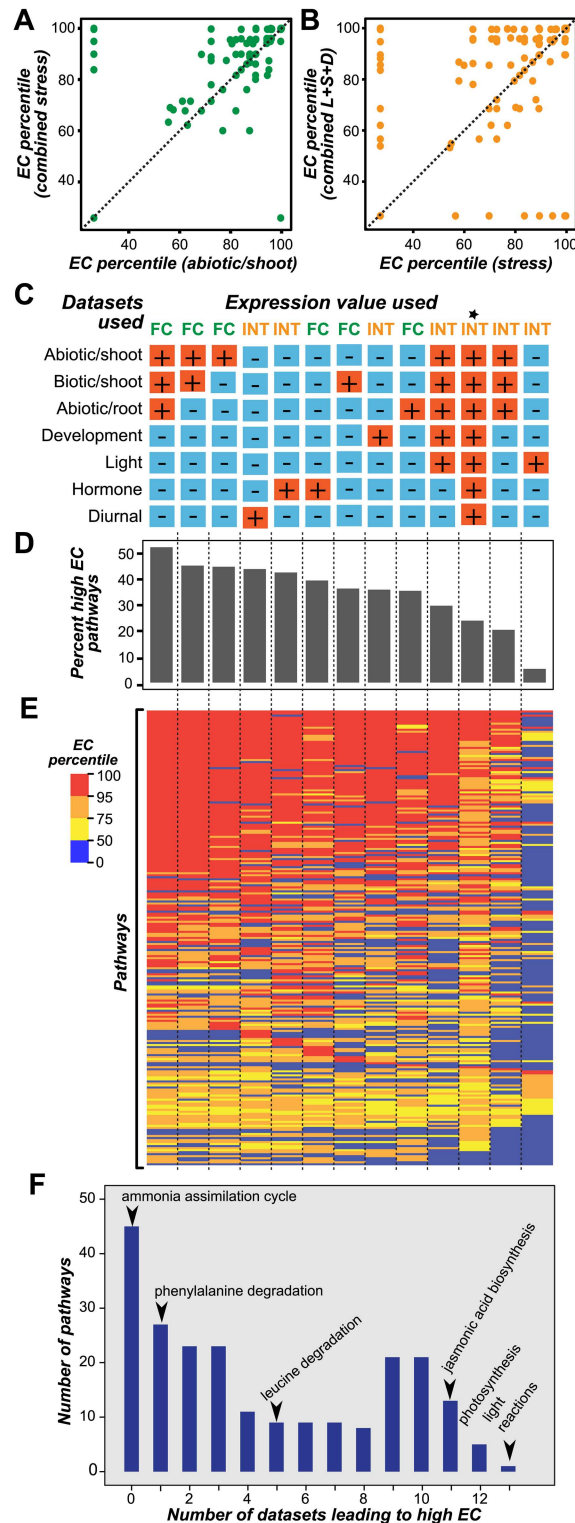 A
EC percentile
(combined stress)
100
80
60
40
40
60
80
100
EC percentile (abiotic/shoot)
B
EC percentile
(combined L+S+D)
100
80
60
40
40
60
80
100
EC percentile (stress)
C
Datasets
used
Expression value used
FC FC FC INT INT FC FC INT FC INT INT INT INT
Abiotic/shoot + + + - - - - - - + + + -
Biotic/shoot + + - - - - + - - + + + -
Abiotic/root + - - - - - - - + + + + -
Development - - - - - - - + - + + - -
Light - - - - - - - - - + + - +
Hormone - - - - + + - - - - + - -
Diurnal - - - + - - - - - - + - -
D
Percent high EC
pathways
50
40
30
20
10
0
E
EC
percentile
100
95
75
50
0
Pathways
F
Number of pathways
50
40
30
20
10
0
ammonia assimilation cycle
phenylalanine degradation
leucine degradation
jasmonic acid biosynthesis
photosynthesis
light
reactions
0 2 4 6 8 10 12
Number of datasets leading to high EC